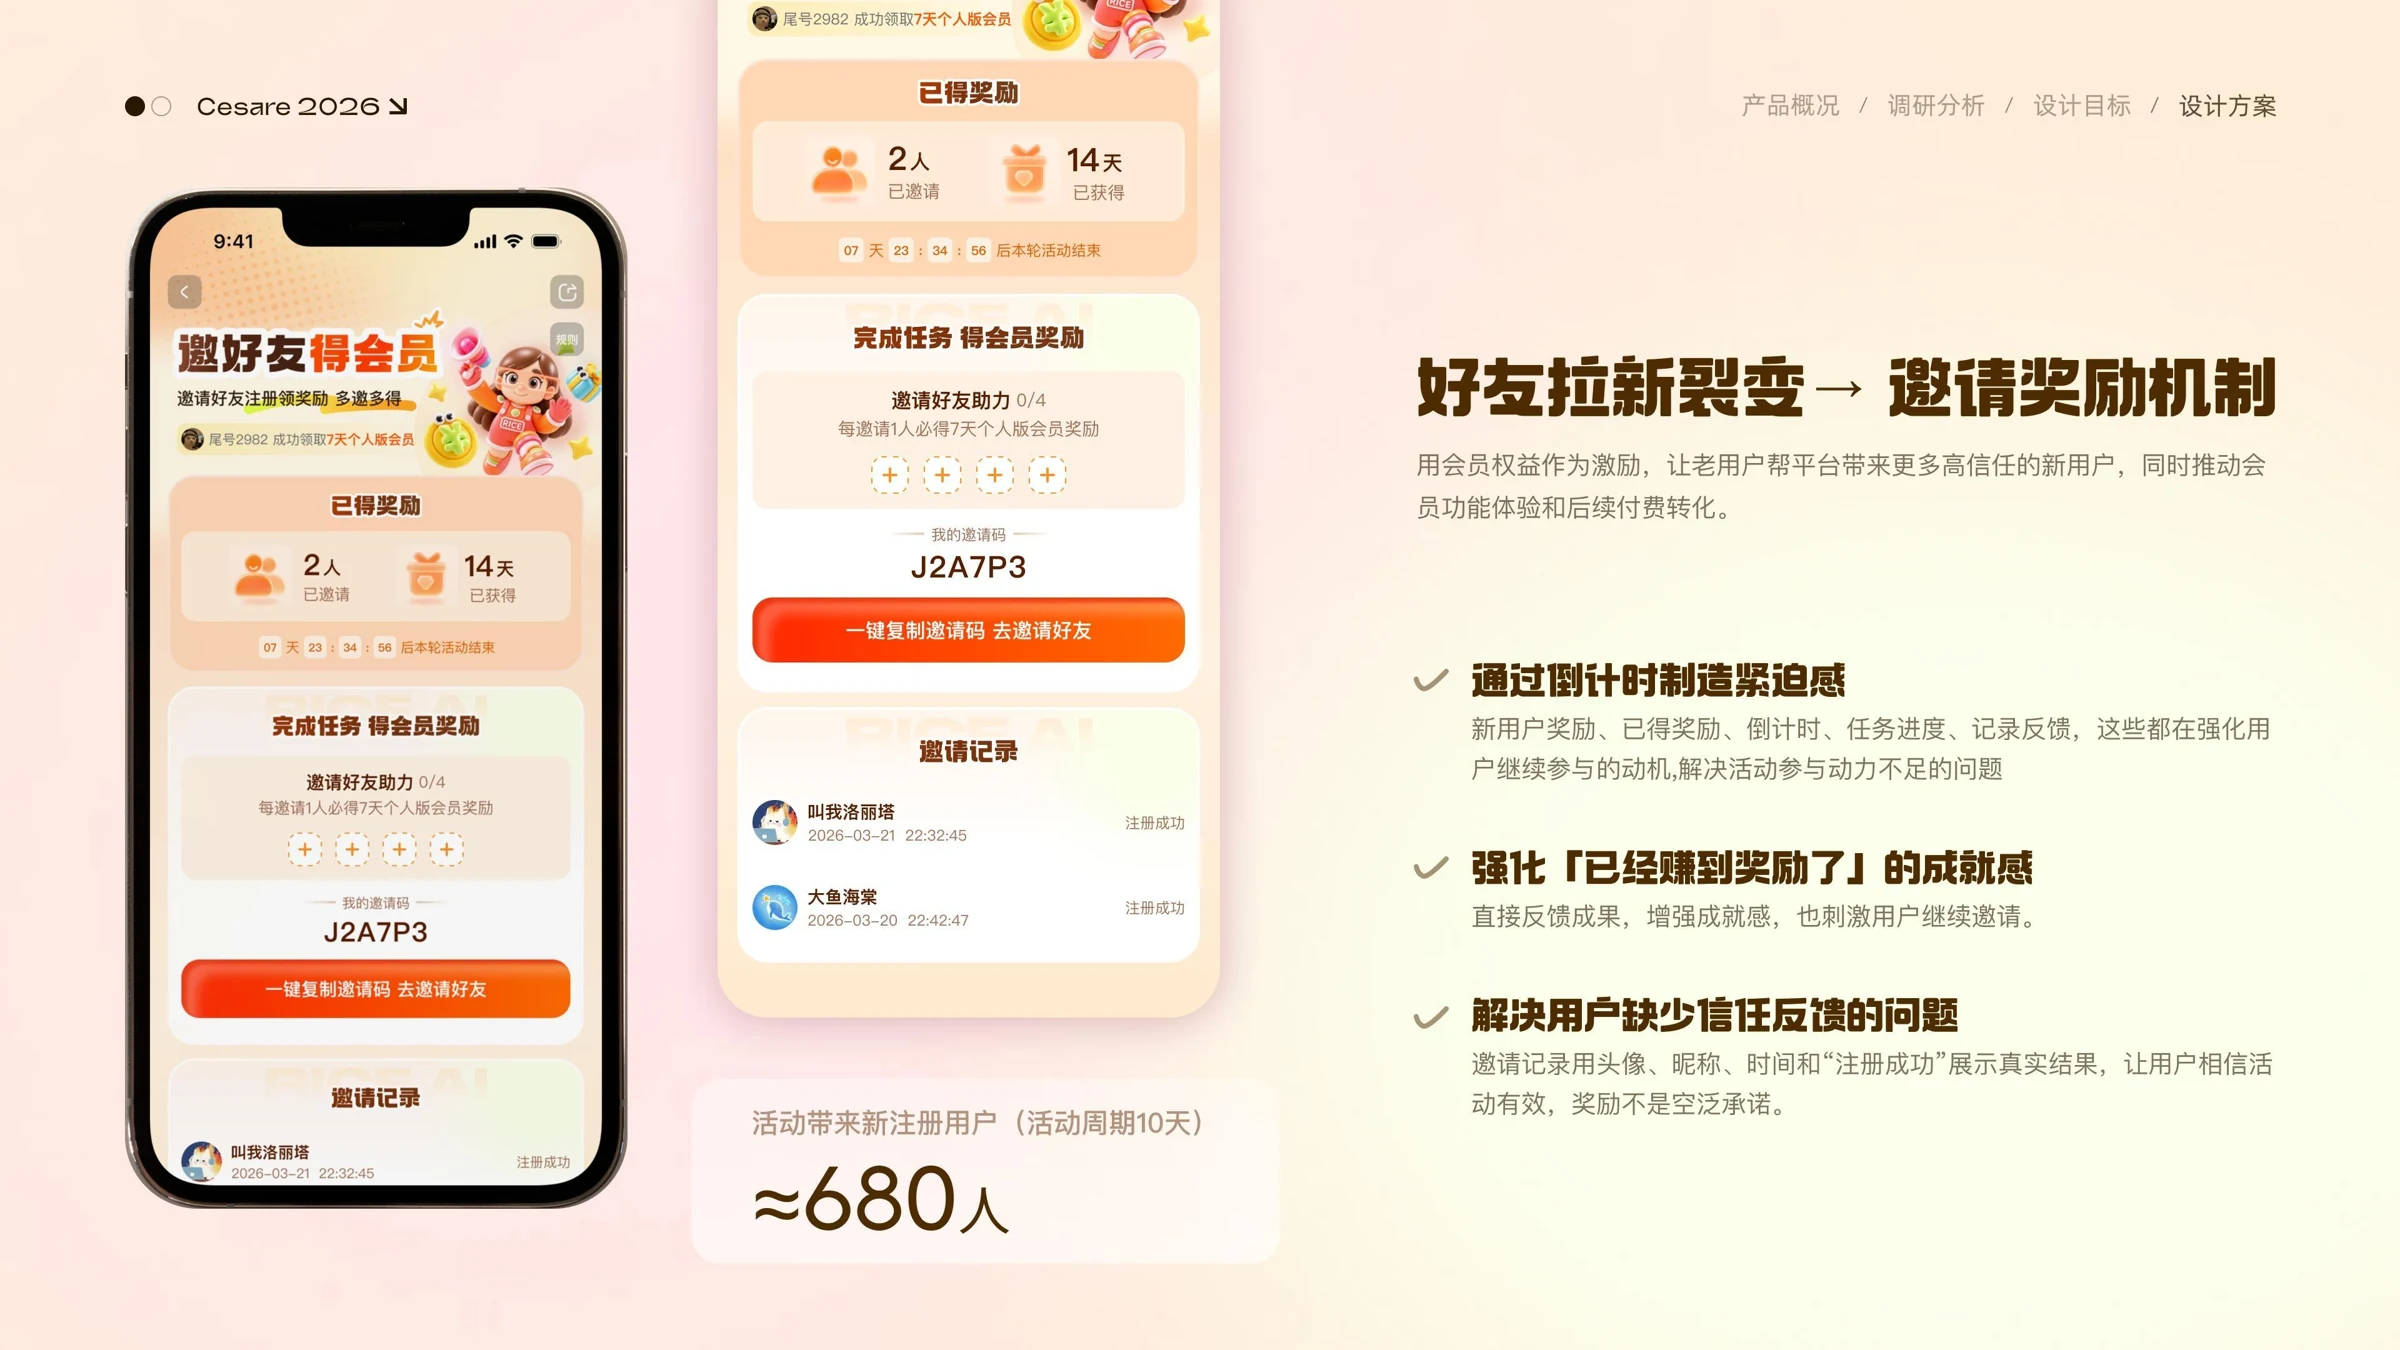 Cesare 2026
产品概况 / 调研分析 / 设计目标 / 设计方案
9:41
规则
邀好友得会员
邀请好友注册领奖励 多邀多得
尾号2982 成功领取7天个人版会员
RICE
已得奖励
2人
已邀请
14天
已获得
07 天 23 : 34 : 56 后本轮活动结束
RICE AI
完成任务 得会员奖励
邀请好友助力 0/4
每邀请1人必得7天个人版会员奖励
我的邀请码
J2A7P3
一键复制邀请码 去邀请好友
RICE AI
邀请记录
叫我洛丽塔
2026-03-21 22:32:45
注册成功
尾号2982 成功领取7天个人版会员
RICE
已得奖励
2人
已邀请
14天
已获得
07 天 23 : 34 : 56 后本轮活动结束
RICE AI
完成任务 得会员奖励
邀请好友助力 0/4
每邀请1人必得7天个人版会员奖励
我的邀请码
J2A7P3
一键复制邀请码 去邀请好友
RICE AI
邀请记录
叫我洛丽塔
2026-03-21 22:32:45
注册成功
大鱼海棠
2026-03-20 22:42:47
注册成功
活动带来新注册用户（活动周期10天）
≈680人
好友拉新裂变→ 邀请奖励机制
用会员权益作为激励，让老用户帮平台带来更多高信任的新用户，同时推动会
员功能体验和后续付费转化。
通过倒计时制造紧迫感
新用户奖励、已得奖励、倒计时、任务进度、记录反馈，这些都在强化用
户继续参与的动机,解决活动参与动力不足的问题
强化「已经赚到奖励了」的成就感
直接反馈成果，增强成就感，也刺激用户继续邀请。
解决用户缺少信任反馈的问题
邀请记录用头像、昵称、时间和“注册成功”展示真实结果，让用户相信活
动有效，奖励不是空泛承诺。